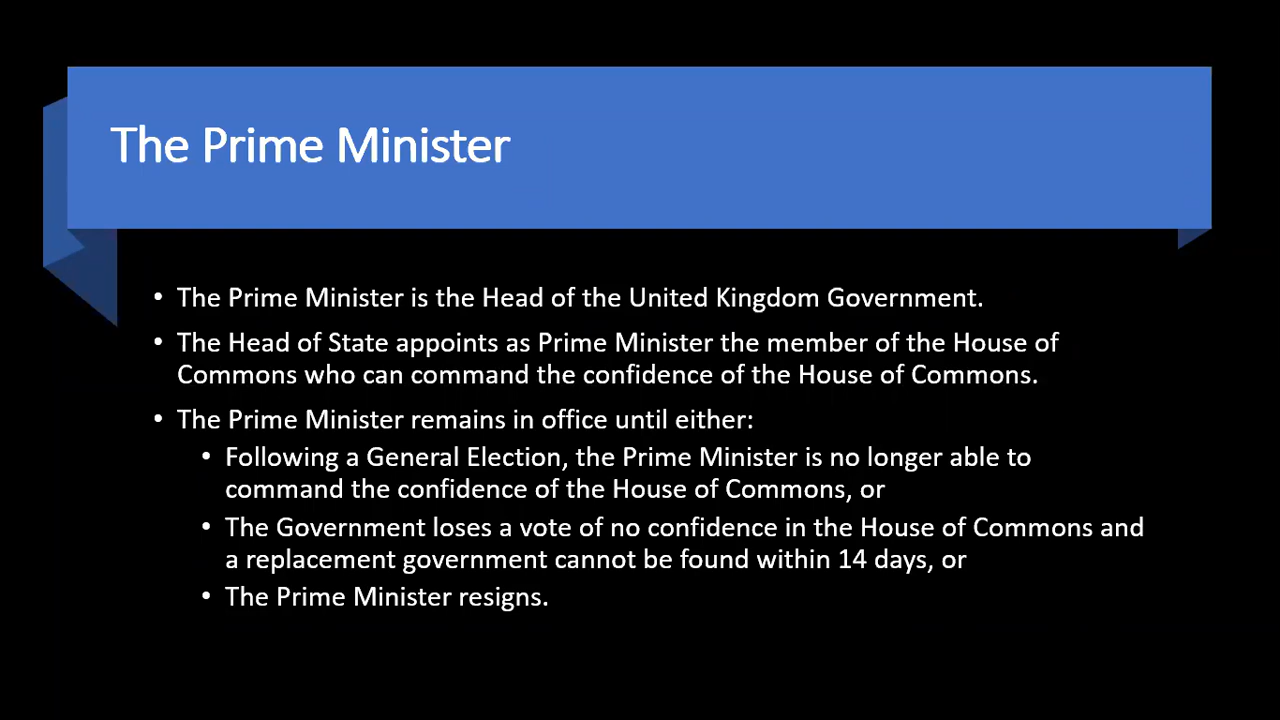 The Prime Minister
• The Prime Minister is the Head of the United Kingdom Government.
• The Head of State appoints as Prime Minister the member of the House of
Commons who can command the confidence of the House of Commons.
• The Prime Minister remains in office until either:
• Following a General Election, the Prime Minister is no longer able to
command the confidence of the House of Commons, or
• The Government loses a vote of no confidence in the House of Commons and
a replacement government cannot be found within 14 days, or
• The Prime Minister resigns.